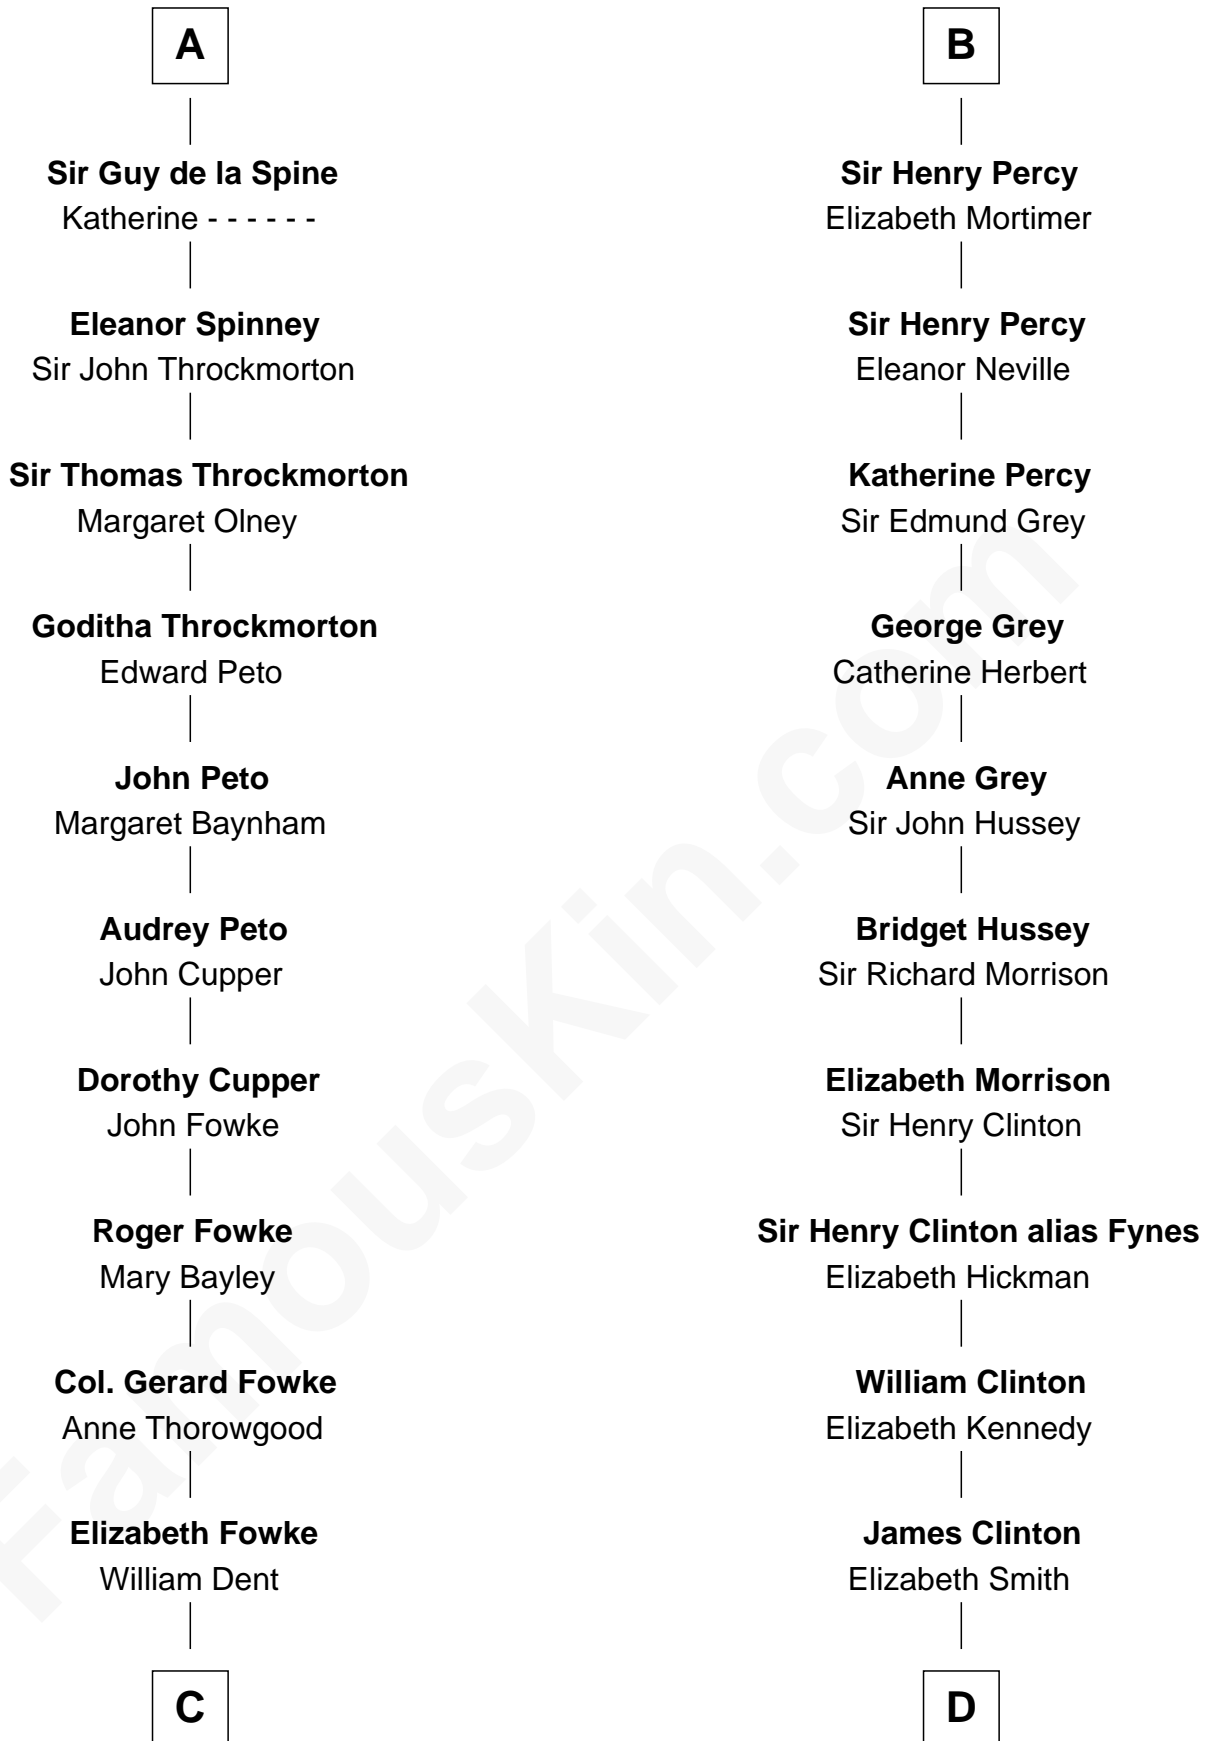 A
Sir Guy de la Spine
Katherine - - - - - -
Eleanor Spinney
Sir John Throckmorton
Sir Thomas Throckmorton
Margaret Olney
Goditha Throckmorton
Edward Peto
John Peto
Margaret Baynham
Audrey Peto
John Cupper
Dorothy Cupper
John Fowke
Roger Fowke
Mary Bayley
Col. Gerard Fowke
Anne Thorowgood
Elizabeth Fowke
William Dent
C
B
Sir Henry Percy
Elizabeth Mortimer
Sir Henry Percy
Eleanor Neville
Katherine Percy
Sir Edmund Grey
George Grey
Catherine Herbert
Anne Grey
Sir John Hussey
Bridget Hussey
Sir Richard Morrison
Elizabeth Morrison
Sir Henry Clinton
Sir Henry Clinton alias Fynes
Elizabeth Hickman
William Clinton
Elizabeth Kennedy
James Clinton
Elizabeth Smith
D
FamousKin.com